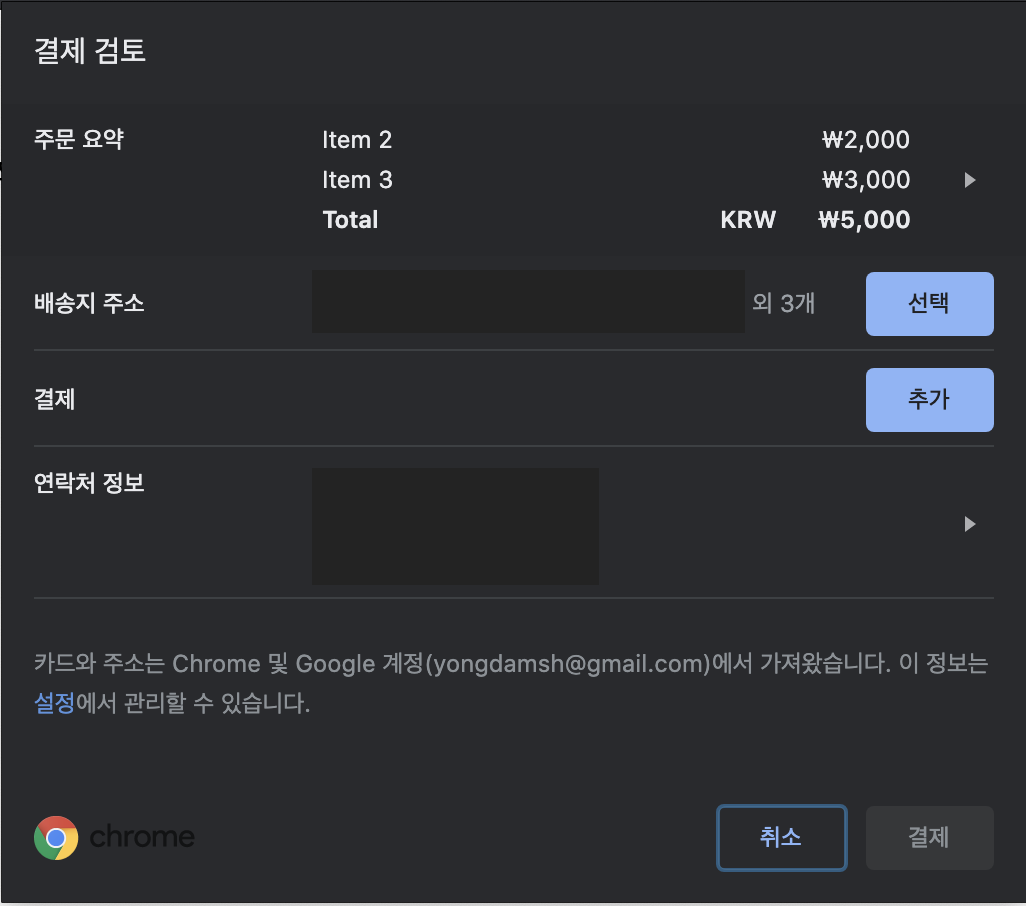 결제 검토
주문 요약
Item 2 ₩2,000
Item 3 ₩3,000
Total KRW ₩5,000
배송지 주소 외 3개 선택
결제 추가
연락처 정보
카드와 주소는 Chrome 및 Google 계정(yongdamsh@gmail.com)에서 가져왔습니다. 이 정보는
설정에서 관리할 수 있습니다.
chrome 취소 결제